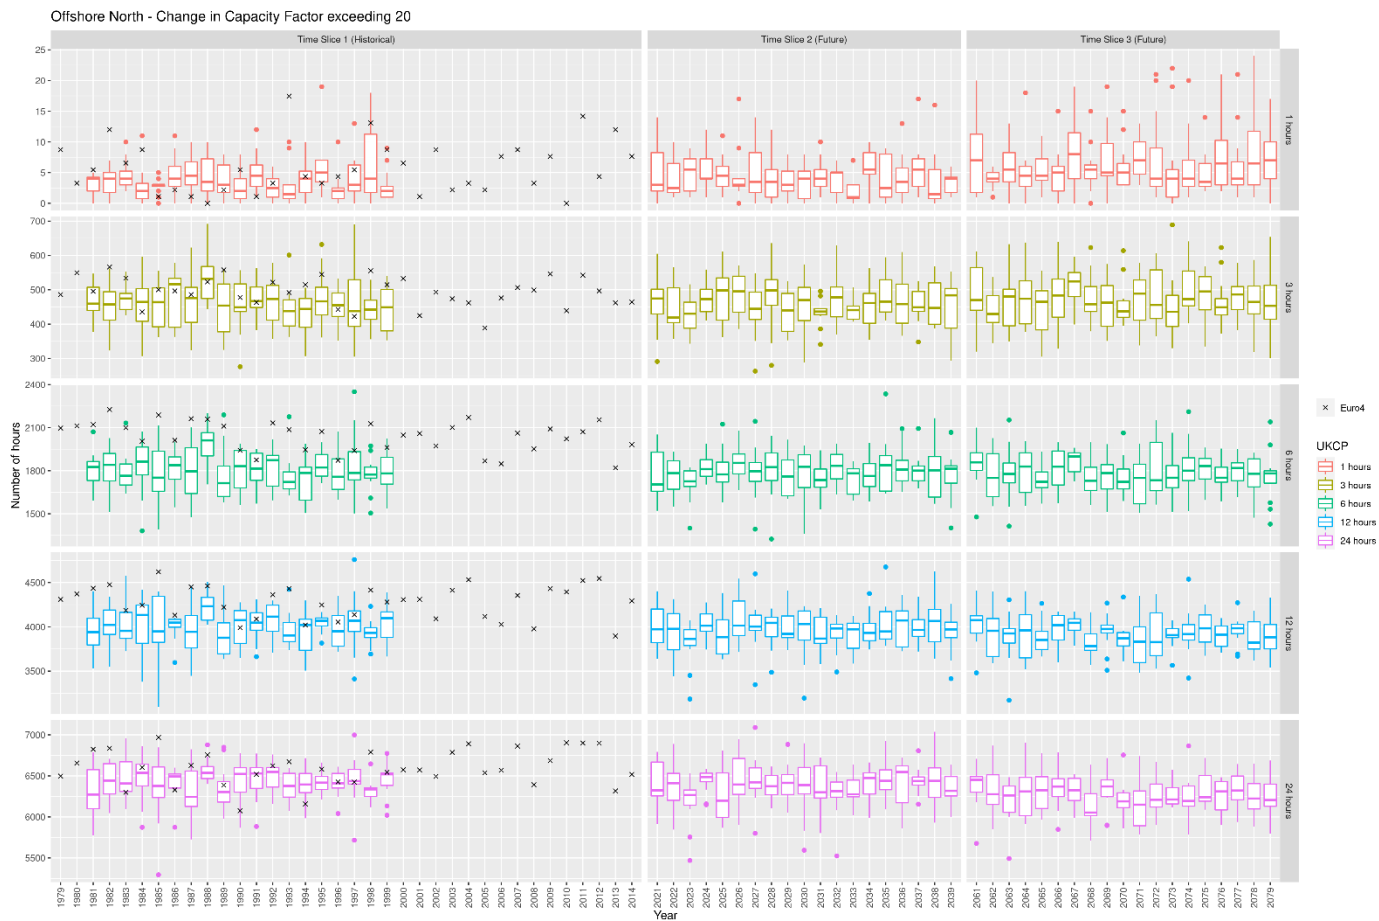 Offshore North - Change in Capacity Factor exceeding 20
Time Slice 1 (Historical)
Time Slice 2 (Future)
Time Slice 3 (Future)
25
20
15
10
5
0
1 hours
700
600
500
400
300
3 hours
2400
2100
1800
1500
6 hours
4500
4000
3500
12 hours
7000
6500
6000
5500
24 hours
Number of hours
1979 1980 1981 1982 1983 1984 1985 1986 1987 1988 1989 1990 1991 1992 1993 1994 1995 1996 1997 1998 1999 2000 2001 2002 2003 2004 2005 2006 2007 2008 2009 2010 2011 2012 2013 2014
2021 2022 2023 2024 2025 2026 2027 2028 2029 2030 2031 2032 2033 2034 2035 2036 2037 2038 2039
2061 2062 2063 2064 2065 2066 2067 2068 2069 2070 2071 2072 2073 2074 2075 2076 2077 2078 2079
Year
Euro4
UKCP
1 hours
3 hours
6 hours
12 hours
24 hours